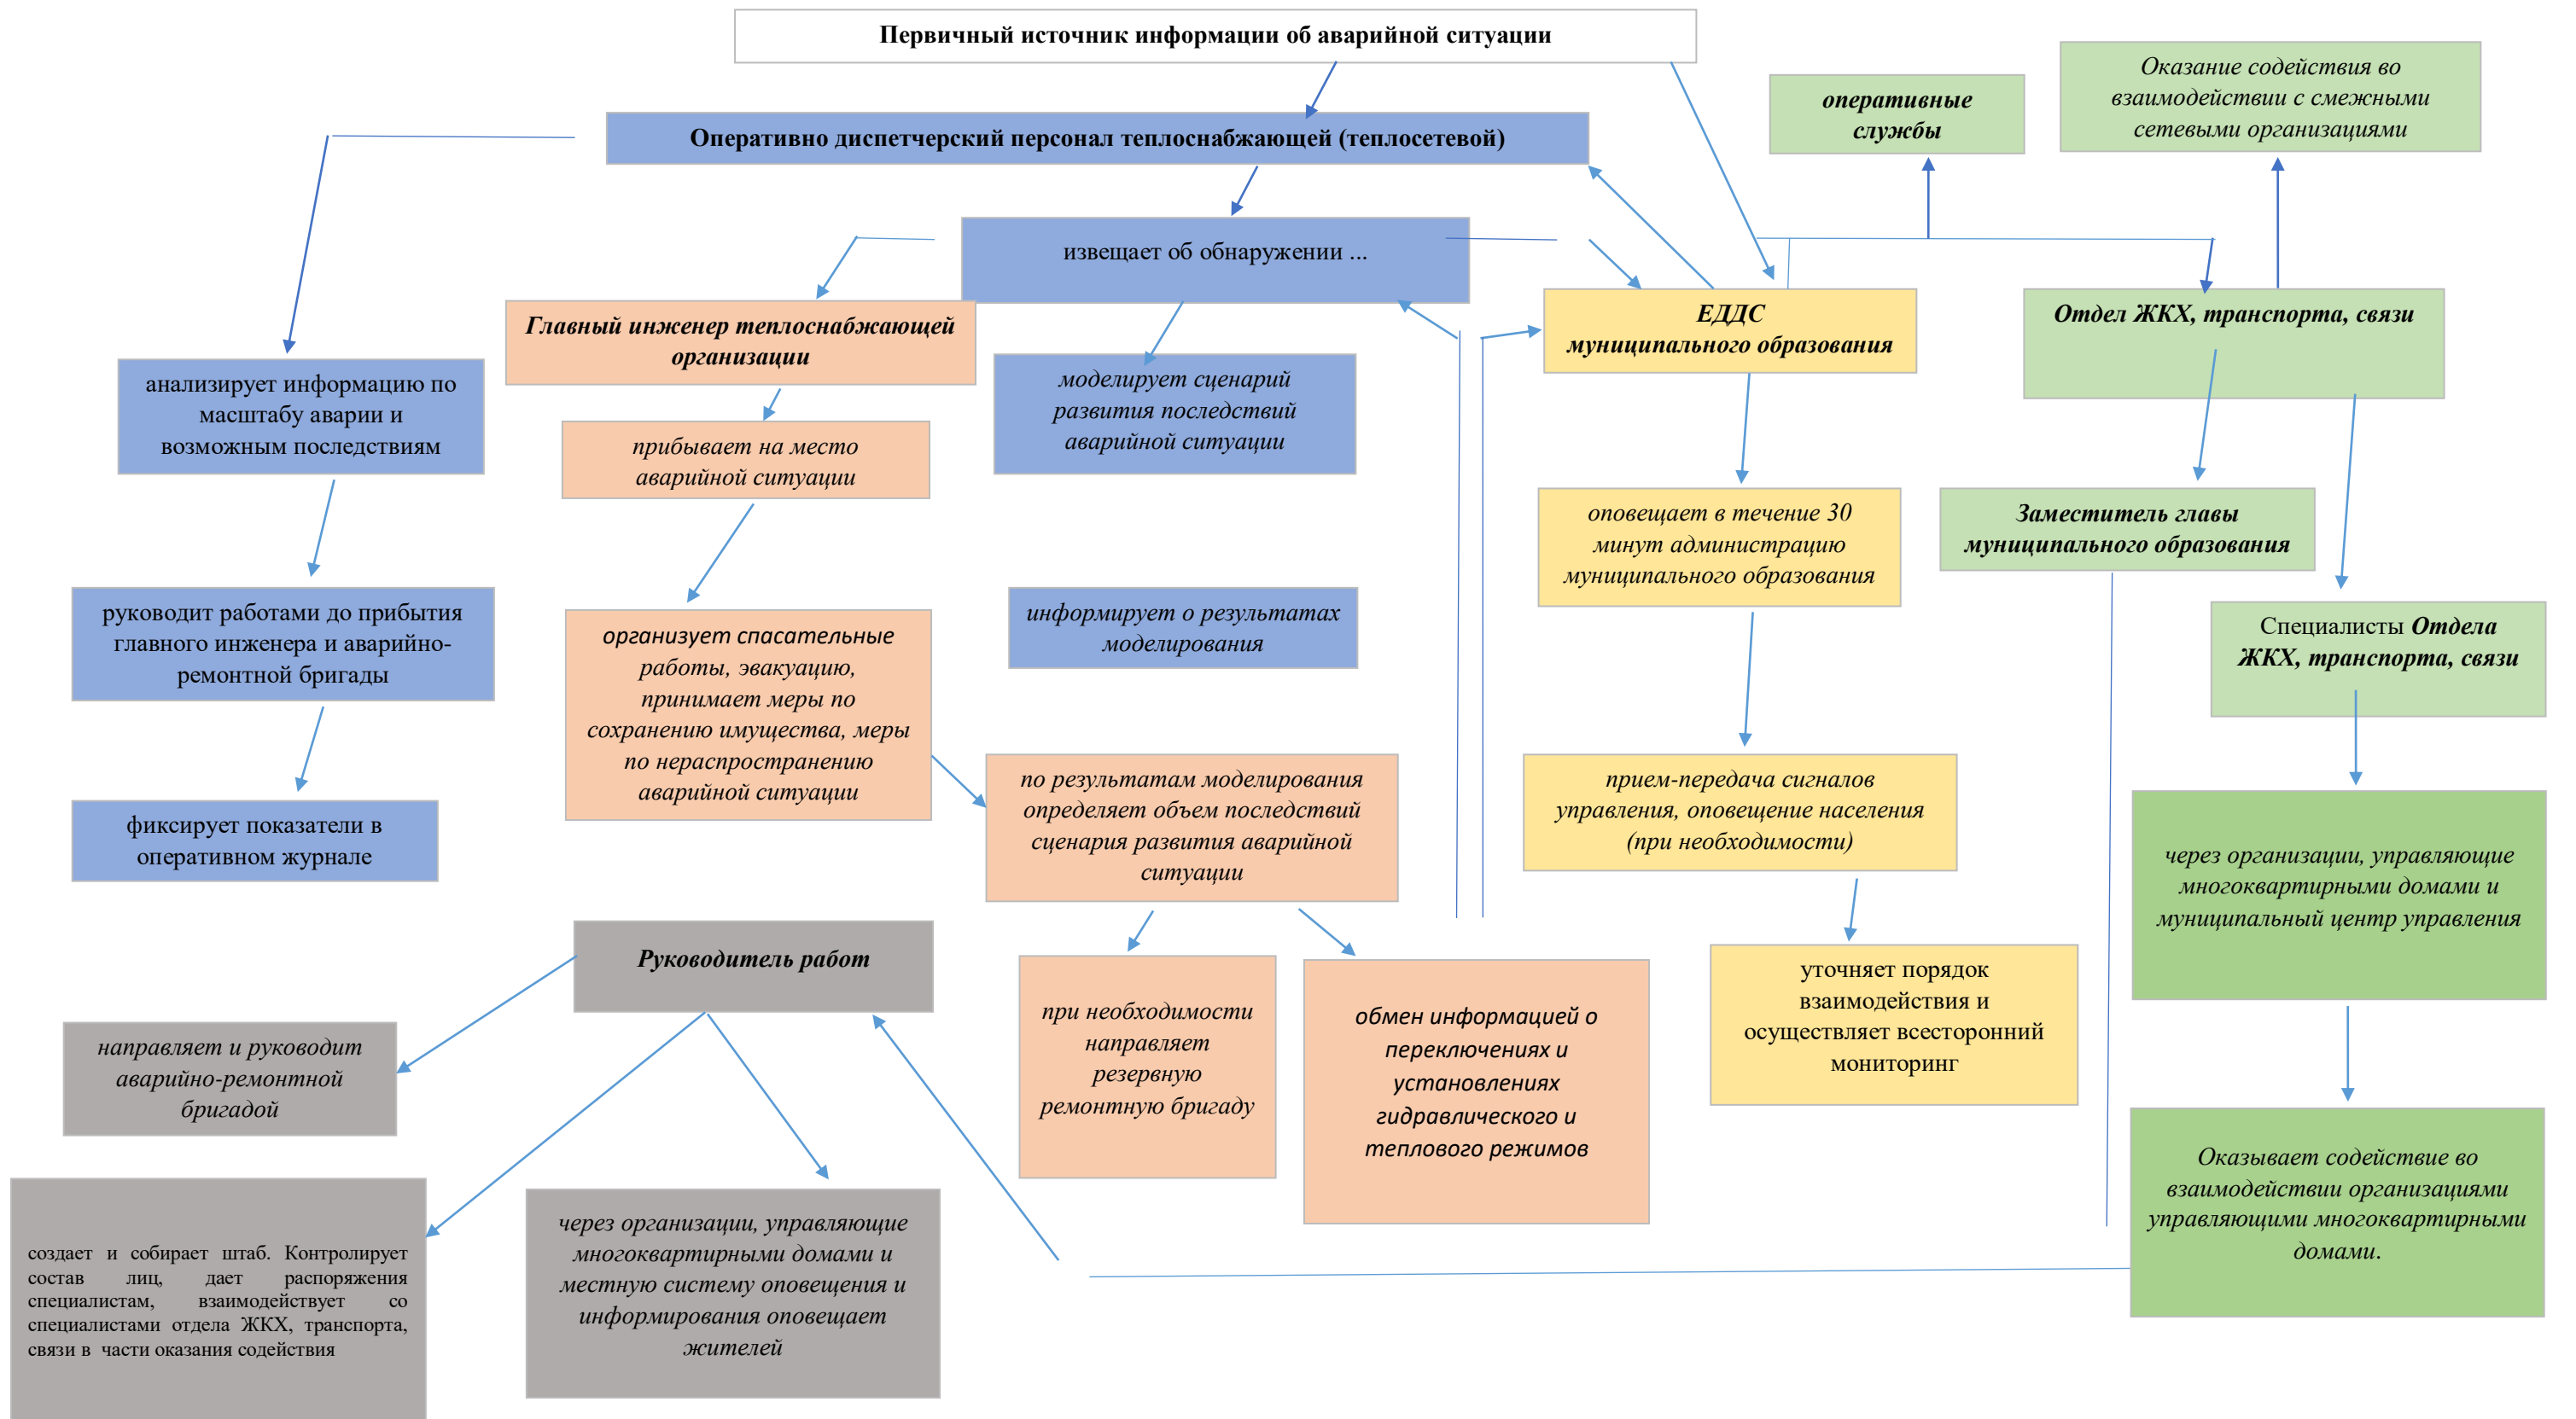 Первичный источник информации об аварийной ситуации
Оказание содействия во
взаимодействии с смежными
сетевыми организациями
оперативные
службы
Оперативно диспетчерский персонал теплоснабжающей (теплосетевой)
извещает об обнаружении ...
Главный инженер теплоснабжающей
организации
ЕДДС
муниципального образования
Отдел ЖКХ, транспорта, связи
анализирует информацию по
масштабу аварии и
возможным последствиям
моделирует сценарий
развития последствий
аварийной ситуации
прибывает на место
аварийной ситуации
оповещает в течение 30
минут администрацию
муниципального образования
Заместитель главы
муниципального образования
руководит работами до прибытия
главного инженера и аварийно-
ремонтной бригады
организует спасательные
работы, эвакуацию,
принимает меры по
сохранению имущества, меры
по нераспространению
аварийной ситуации
информирует о результатах
моделирования
Специалисты Отдела
ЖКХ, транспорта, связи
фиксирует показатели в
оперативном журнале
по результатам моделирования
определяет объем последствий
сценария развития аварийной
ситуации
прием-передача сигналов
управления, оповещение населения
(при необходимости)
через организации, управляющие
многоквартирными домами и
муниципальный центр управления
Руководитель работ
при необходимости
направляет
резервную
ремонтную бригаду
обмен информацией о
переключениях и
установлениях
гидравлического и
теплового режимов
уточняет порядок
взаимодействия и
осуществляет всесторонний
мониторинг
направляет и руководит
аварийно-ремонтной
бригадой
Оказывает содействие во
взаимодействии организациями
управляющими многоквартирными
домами.
создает и собирает штаб. Контролирует
состав лиц, дает распоряжения
специалистам, взаимодействует со
специалистами отдела ЖКХ, транспорта,
связи в части оказания содействия
через организации, управляющие
многоквартирными домами и
местную систему оповещения и
информирования оповещает
жителей